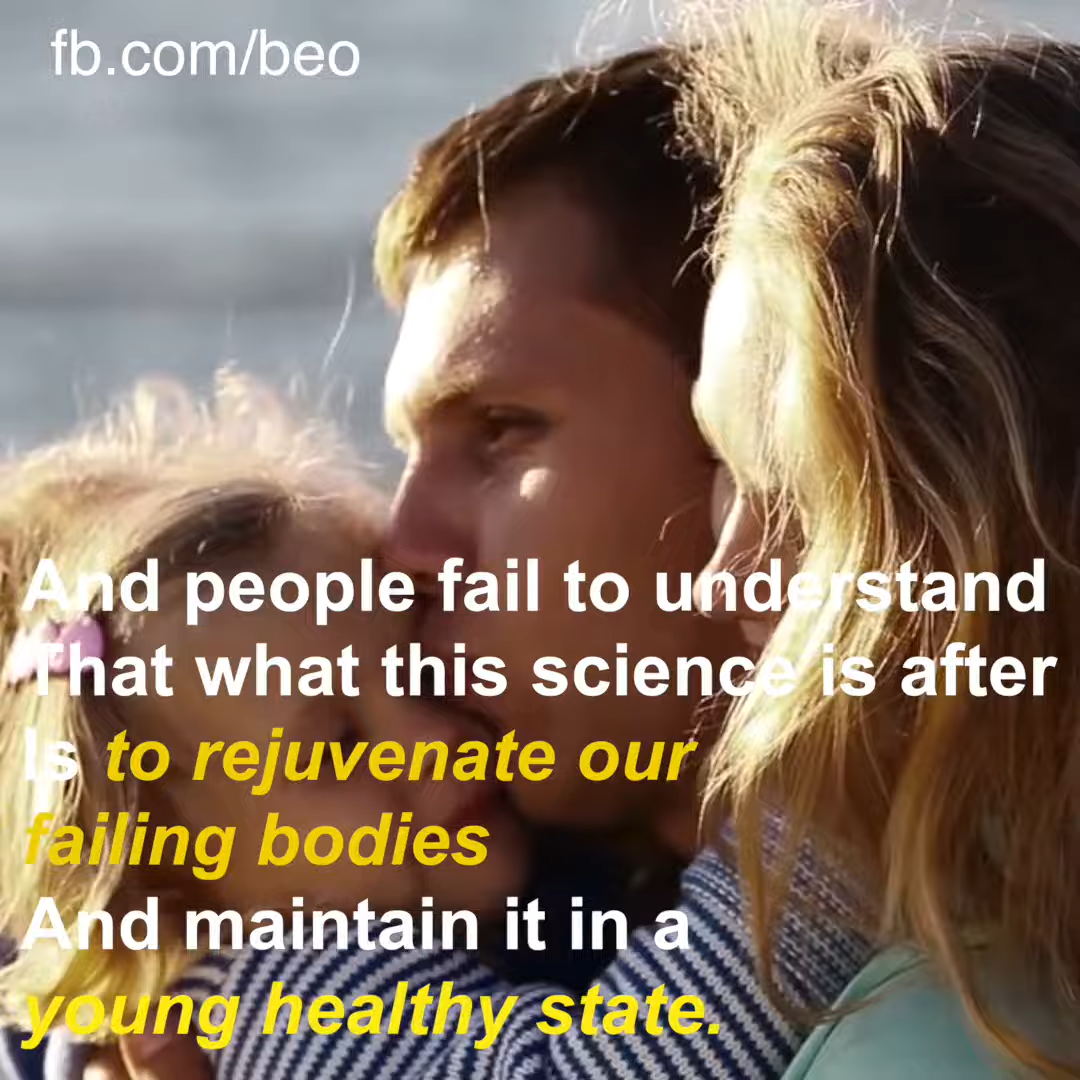 fb.com/beo
And people fail to understand
That what this science is after
Is to rejuvenate our
failing bodies
And maintain it in a
young healthy state.